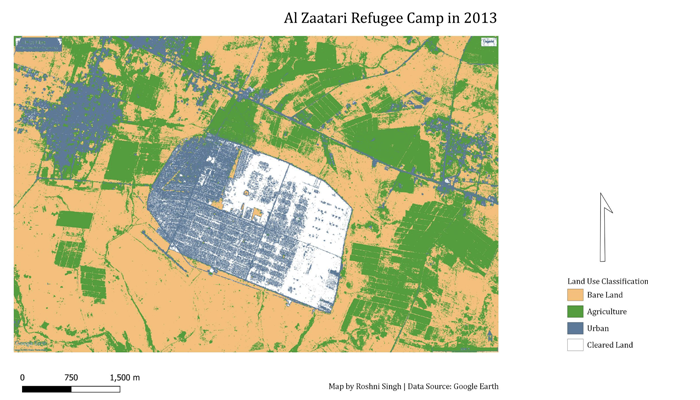 Al Zaatari Refugee Camp in 2013
Land Use Classification
Bare Land
Agriculture
Urban
Cleared Land
0 750 1,500 m
Map by Roshni Singh | Data Source: Google Earth